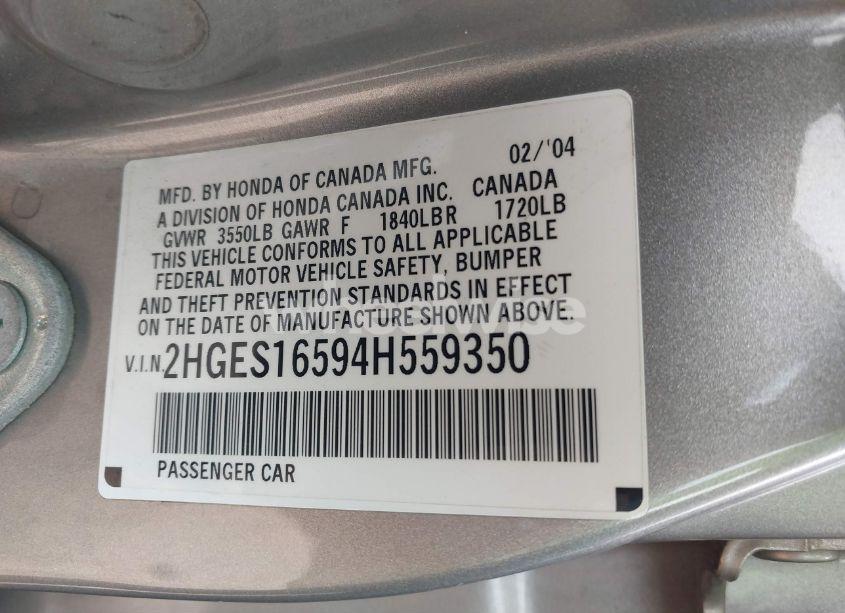 02/'04
MFD. BY HONDA OF CANADA MFG.
A DIVISION OF HONDA CANADA INC. CANADA
GVWR 3550LB GAWR F 1840LBR 1720LB
THIS VEHICLE CONFORMS TO ALL APPLICABLE
FEDERAL MOTOR VEHICLE SAFETY, BUMPER
AND THEFT PREVENTION STANDARDS IN EFFECT
ON THE DATE OF MANUFACTURE SHOWN ABOVE.
V.I.N. 2HGES16594H559350
PASSENGER CAR